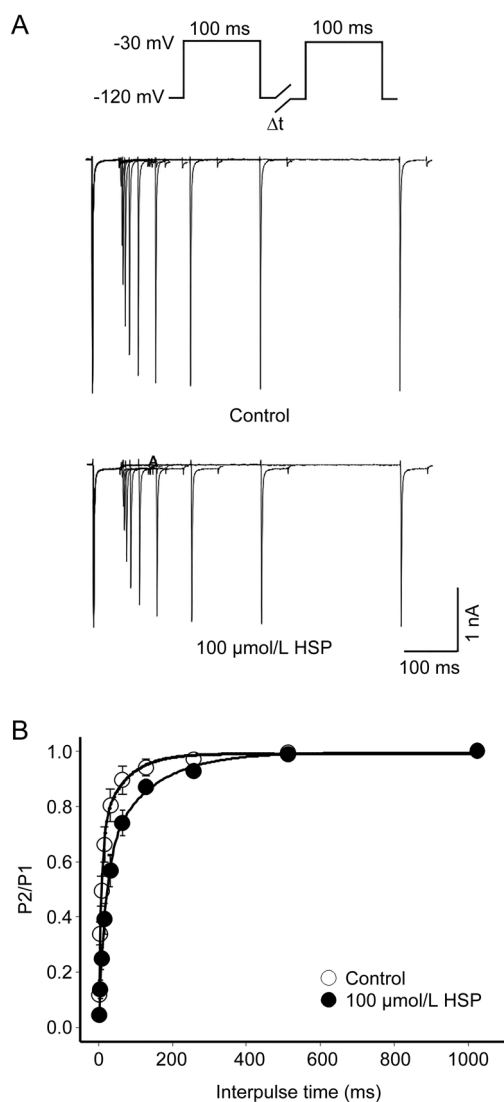 A
100 ms 100 ms
-30 mV
-120 mV
Δt
Control
100 µmol/L HSP
1 nA
100 ms
B
P2/P1
1.0
0.8
0.6
0.4
0.2
0.0
Control
100 µmol/L HSP
0 200 400 600 800 1000
Interpulse time (ms)